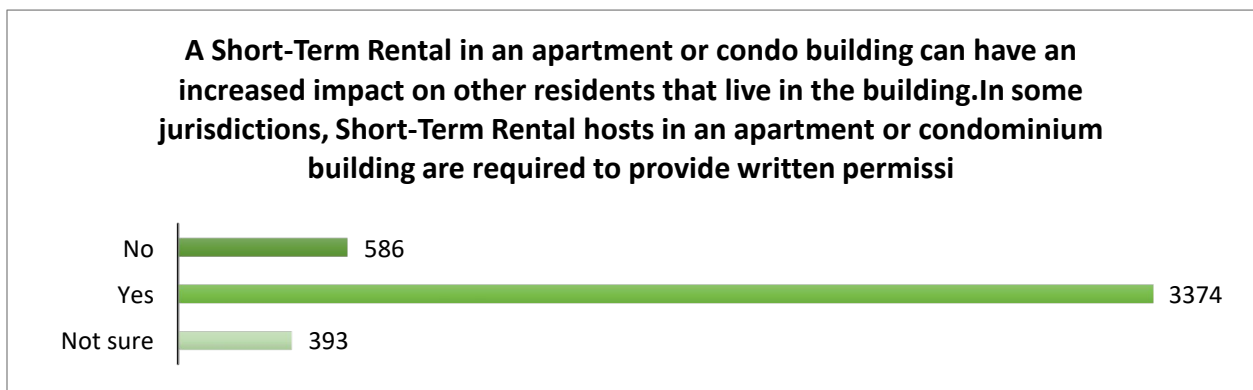 A Short-Term Rental in an apartment or condo building can have an
increased impact on other residents that live in the building.In some
jurisdictions, Short-Term Rental hosts in an apartment or condominium
building are required to provide written permissi
No 586
Yes 3374
Not sure 393